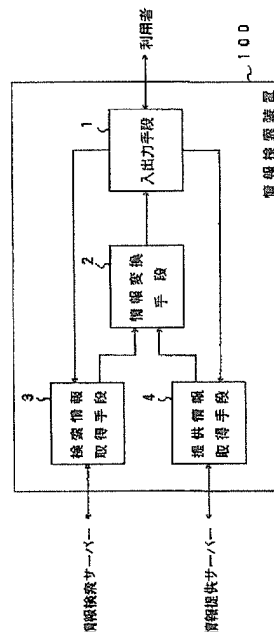 情報検索サーバー
情報提供サーバー
3
検索情報
取得手段
4
提供情報
取得手段
2
情報変換
手段
1
入出力手段
利用者
100
情報検索装置